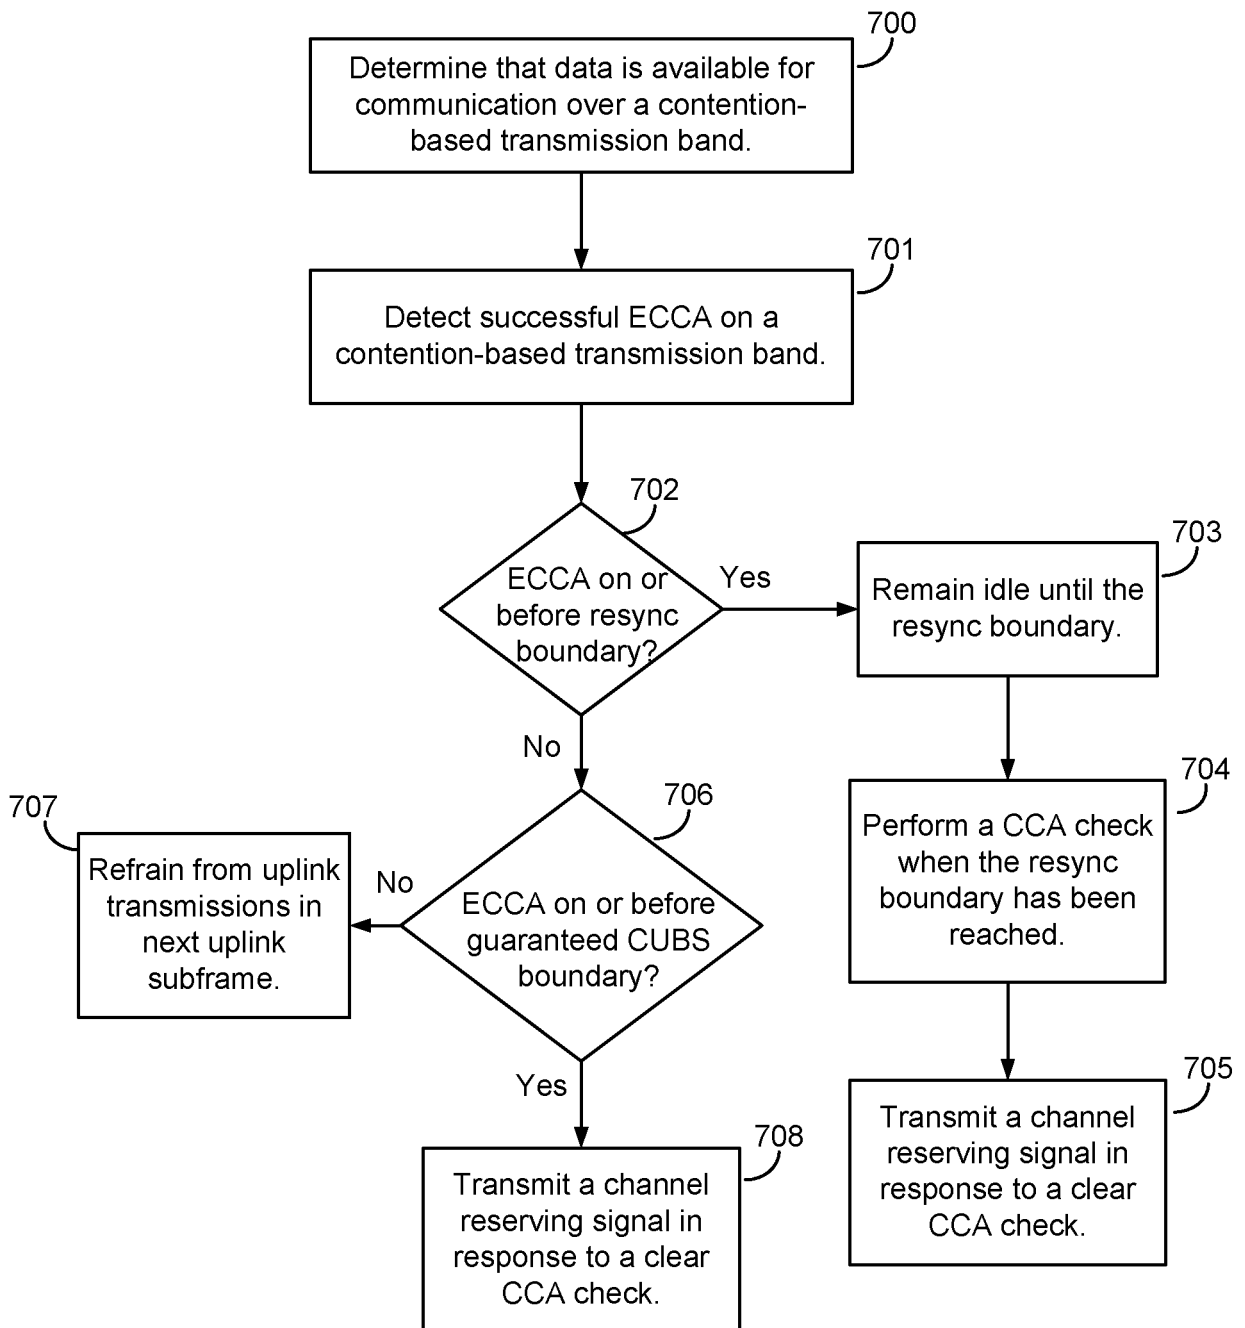 700
Determine that data is available for
communication over a contention-
based transmission band.
701
Detect successful ECCA on a
contention-based transmission band.
702
ECCA on or
before resync
boundary?
Yes
703
Remain idle until the
resync boundary.
No
704
Perform a CCA check
when the resync
boundary has been
reached.
705
Transmit a channel
reserving signal in
response to a clear
CCA check.
706
ECCA on or before
guaranteed CUBS
boundary?
No
707
Refrain from uplink
transmissions in
next uplink
subframe.
Yes
708
Transmit a channel
reserving signal in
response to a clear
CCA check.